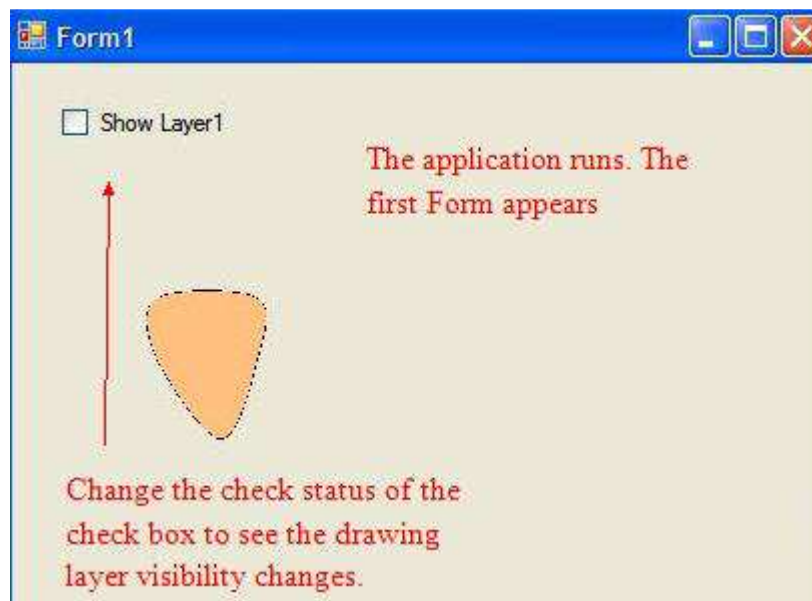 Form1
Show Layer1
The application runs. The
first Form appears
Change the check status of the
check box to see the drawing
layer visibility changes.